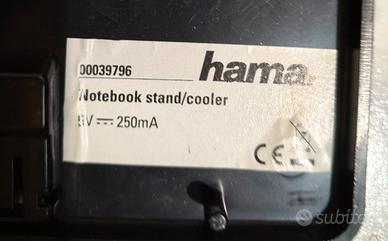 00039796 hama®
Notebook stand/cooler
5V ⎓ 250mA
CE
subito